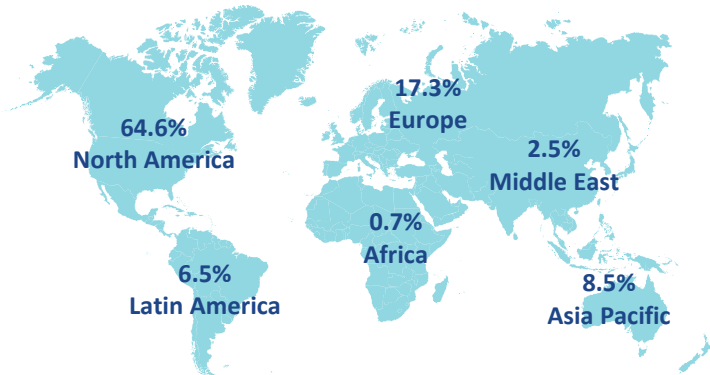 17.3%
Europe
64.6%
North America
2.5%
Middle East
0.7%
Africa
6.5%
Latin America
8.5%
Asia Pacific